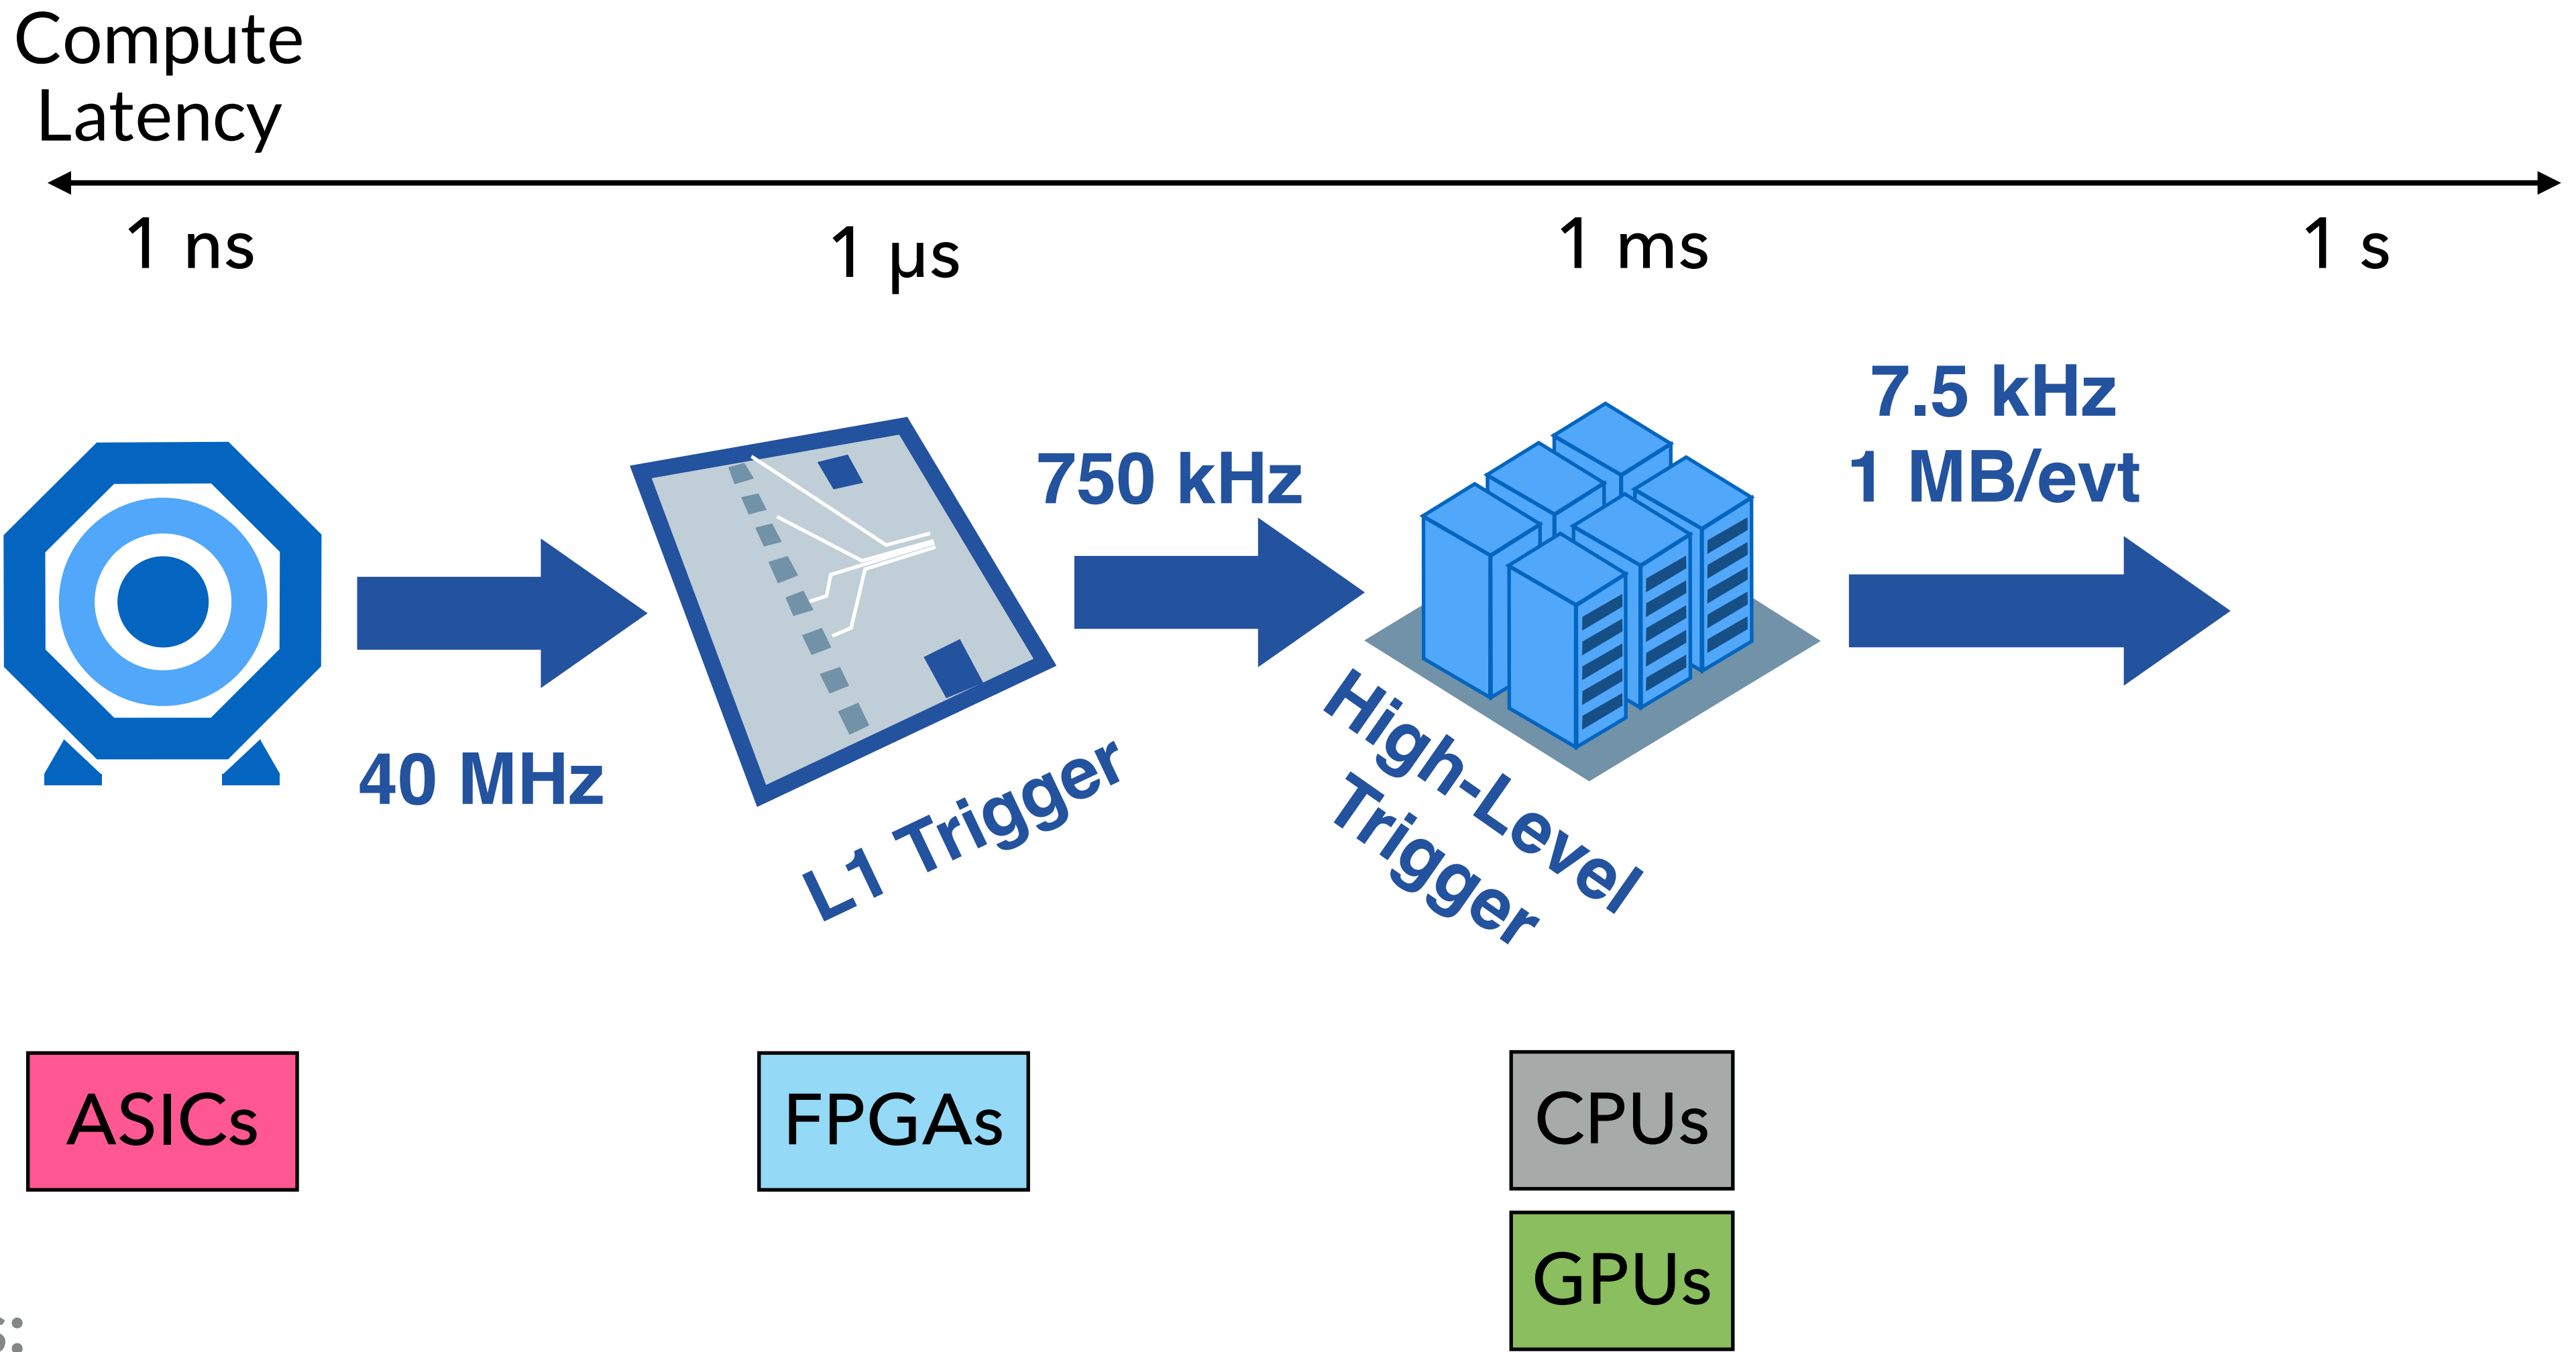 Compute
Latency
1 ns
1 µs
1 ms
1 s
7.5 kHz
1 MB/evt
750 kHz
40 MHz
L1 Trigger
High-Level
Trigger
ASICs
FPGAs
CPUs
GPUs